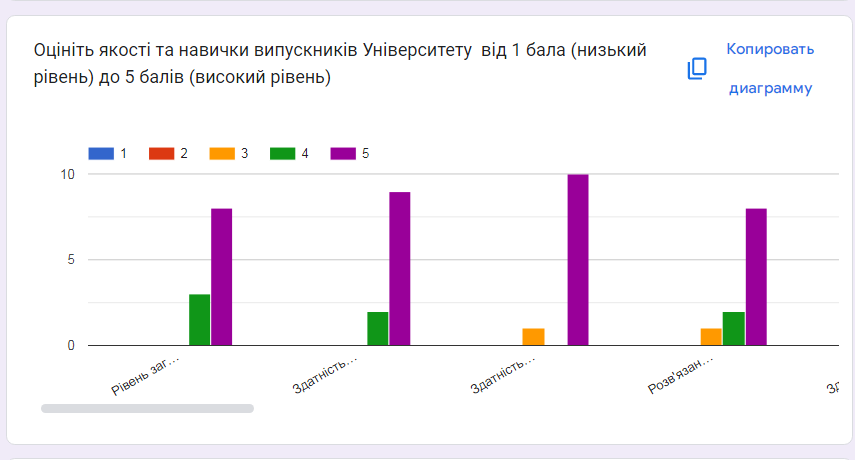 Оцініть якості та навички випускників Університету від 1 бала (низький
рівень) до 5 балів (високий рівень)
Копировать
диаграмму
1 2 3 4 5
10
5
0
Рівень заг…
Здатність…
Здатність…
Розв'язан…
Зд